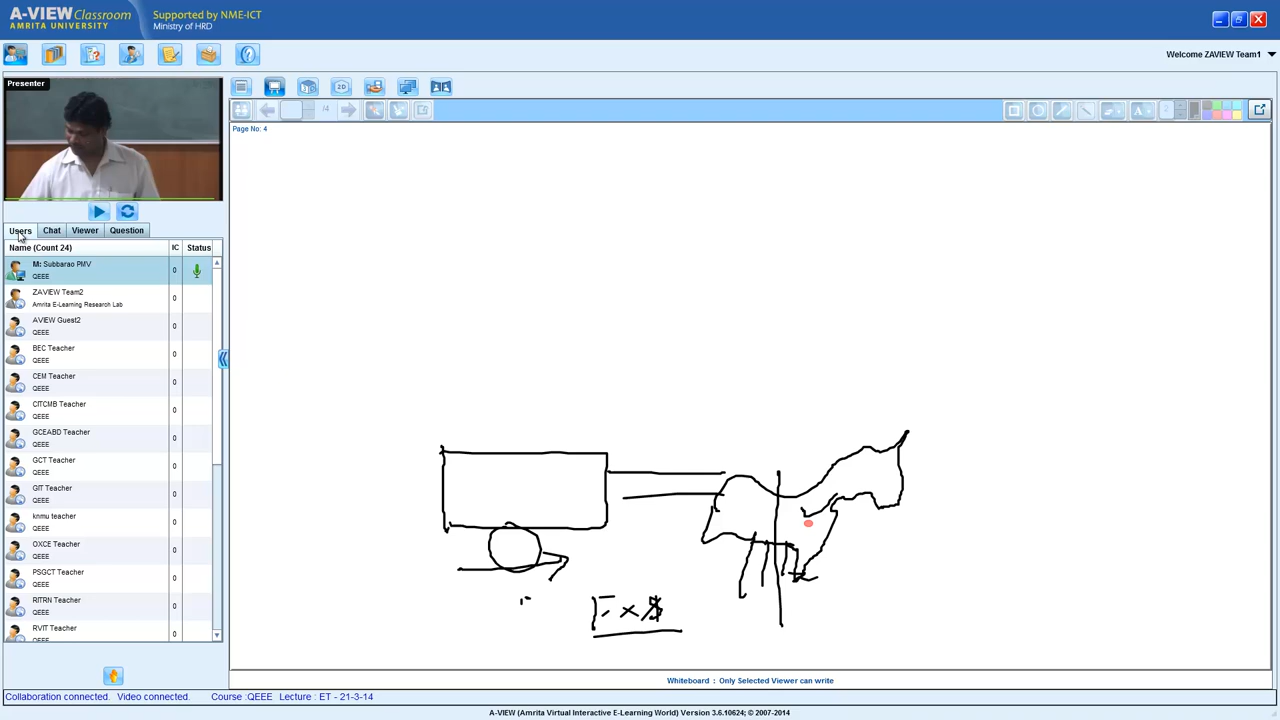 A-VIEW Classroom
AMRITA UNIVERSITY
Supported by NME-ICT
Ministry of HRD
Welcome ZAVIEW Team1
Presenter
/4
Page No: 4
Users Chat Viewer Question
Name (Count 24) IC Status
M: Subbarao PMV
QEEE
0
ZAVIEW Team2
Amrita E-Learning Research Lab
0
AVIEW Guest2
QEEE
0
BEC Teacher
QEEE
0
CEM Teacher
QEEE
0
CITCMB Teacher
QEEE
0
GCEABD Teacher
QEEE
0
GCT Teacher
QEEE
0
GIT Teacher
QEEE
0
knmu teacher
QEEE
0
OXCE Teacher
QEEE
0
PSGCT Teacher
QEEE
0
RITRN Teacher
QEEE
0
RVIT Teacher
QEEE
0
Whiteboard : Only Selected Viewer can write
Collaboration connected. Video connected. Course :QEEE Lecture : ET - 21-3-14
A-VIEW (Amrita Virtual Interactive E-Learning World) Version 3.6.10624; © 2007-2014